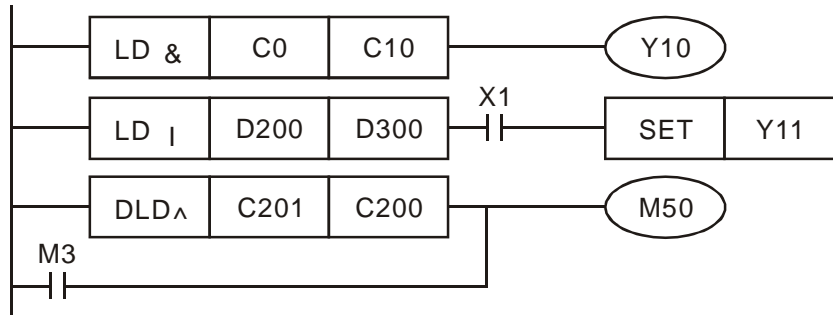 LD & C0 C10 Y10
X1
LD | D200 D300 SET Y11
DLD^ C201 C200 M50
M3